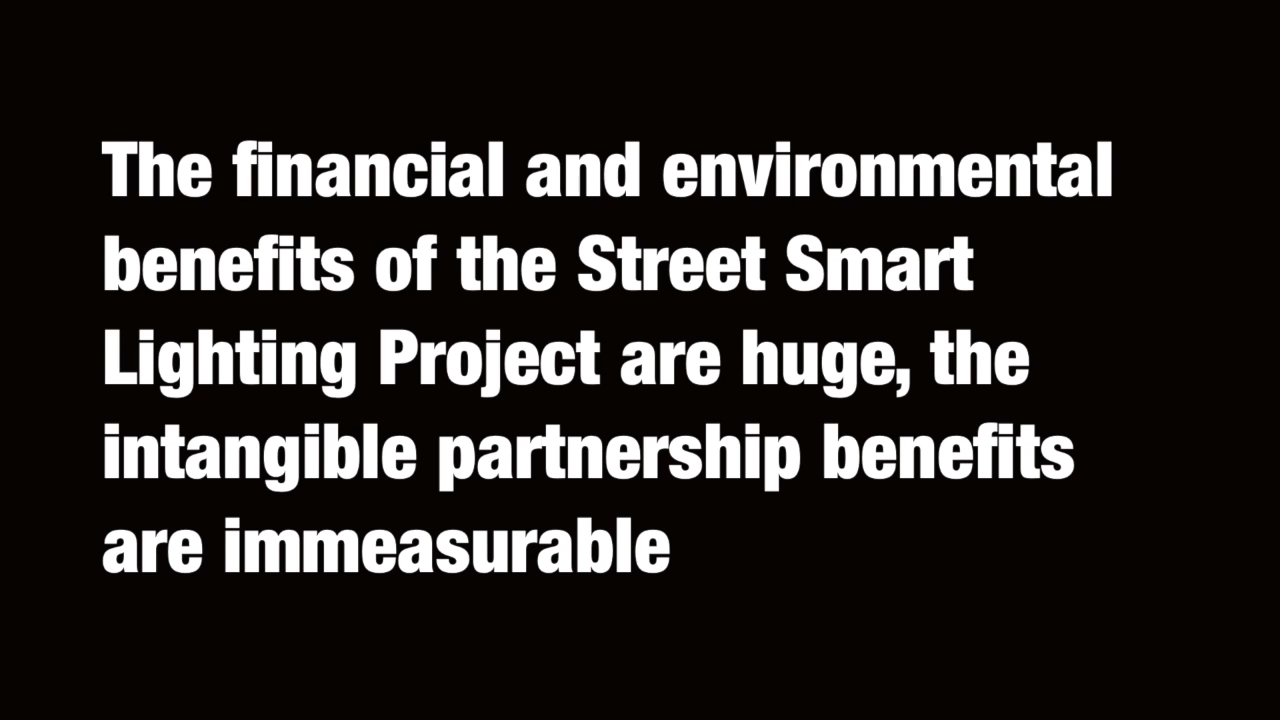 The financial and environmental
benefits of the Street Smart
Lighting Project are huge, the
intangible partnership benefits
are immeasurable